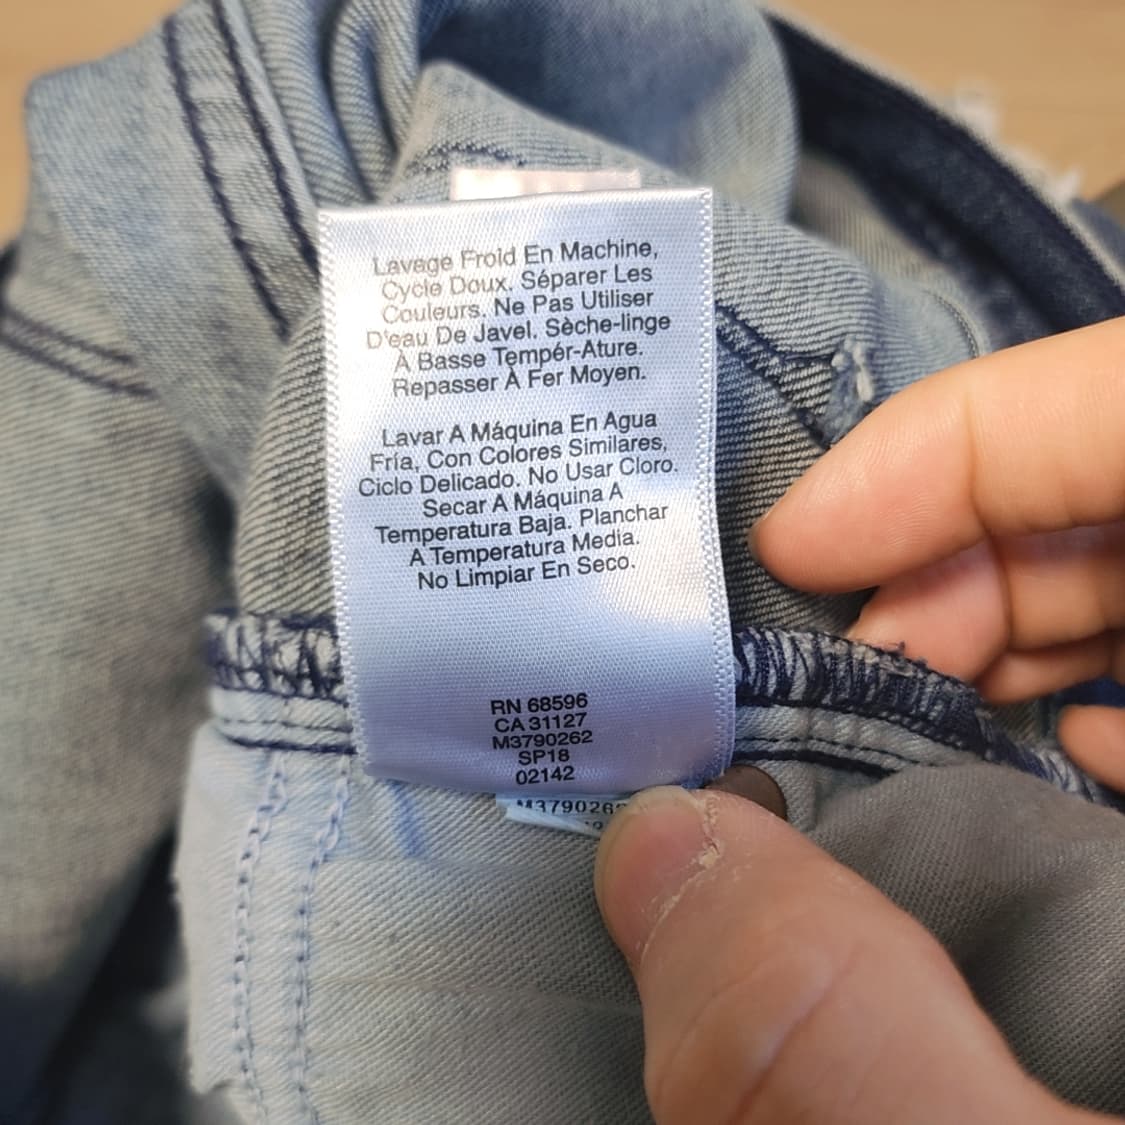 Lavage Froid En Machine,
Cycle Doux. Séparer Les
Couleurs. Ne Pas Utiliser
D'eau De Javel. Sèche-linge
À Basse Tempér-Ature.
Repasser À Fer Moyen.
Lavar A Máquina En Agua
Fría, Con Colores Similares,
Ciclo Delicado. No Usar Cloro.
Secar A Máquina A
Temperatura Baja. Planchar
A Temperatura Media.
No Limpiar En Seco.
RN 68596
CA 31127
M3790262
SP18
02142